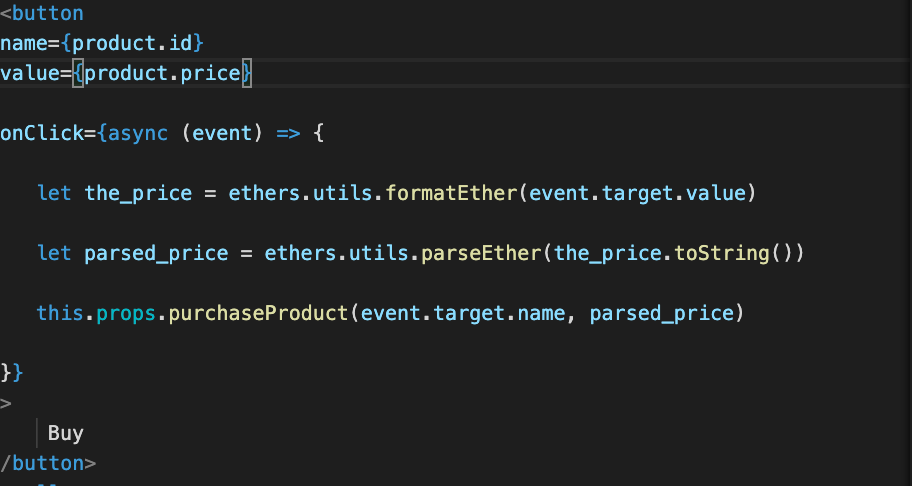 <button
name={product.id}
value={product.price}
onClick={async (event) => {
let the_price = ethers.utils.formatEther(event.target.value)
let parsed_price = ethers.utils.parseEther(the_price.toString())
this.props.purchaseProduct(event.target.name, parsed_price)
}}
>
Buy
/button>